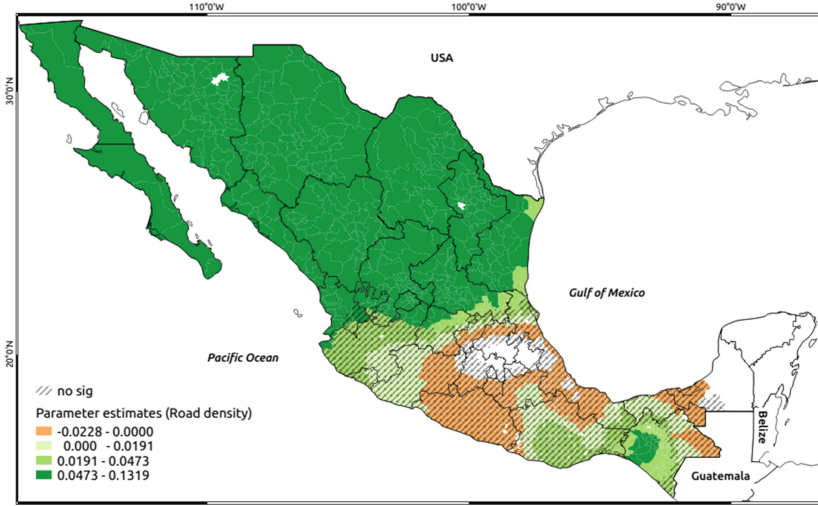 110°0'W 100°0'W 90°0'W
USA
30°0'N
Gulf of Mexico
20°0'N
Pacific Ocean
no sig
Parameter estimates (Road density)
-0.0228 - 0.0000
0.000 - 0.0191
0.0191 - 0.0473
0.0473 - 0.1319
Belize
Guatemala